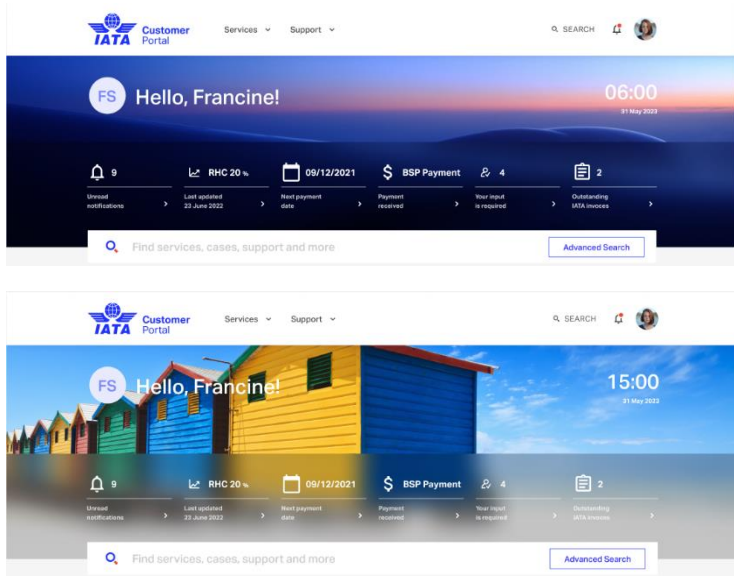 IATA
Customer
Portal
Services
Support
SEARCH
FS
Hello, Francine!
06:00
31 May 2023
9
RHC 20 %
09/12/2021
BSP Payment
4
2
Unread
notifications
Last updated
23 June 2022
Next payment
date
Payment
received
Your input
is required
Outstanding
IATA invoces
Find services, cases, support and more
Advanced Search
IATA
Customer
Portal
Services
Support
SEARCH
FS
Hello, Francine!
15:00
31 May 2023
9
RHC 20 %
09/12/2021
BSP Payment
4
2
Unread
notifications
Last updated
23 June 2022
Next payment
date
Payment
received
Your input
is required
Outstanding
IATA invoces
Find services, cases, support and more
Advanced Search